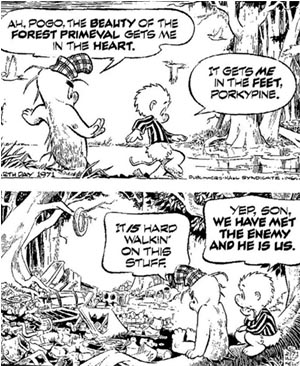 AH, POGO, THE BEAUTY OF THE
FOREST PRIMEVAL GETS ME
IN THE HEART.
IT GETS ME
IN THE FEET,
PORKYPINE.
RTH DAY 1971
PUBLISHERS-HALL SYNDICATE
IT IS HARD
WALKIN'
ON THIS
STUFF.
YEP, SON,
WE HAVE MET
THE ENEMY
AND HE IS US.